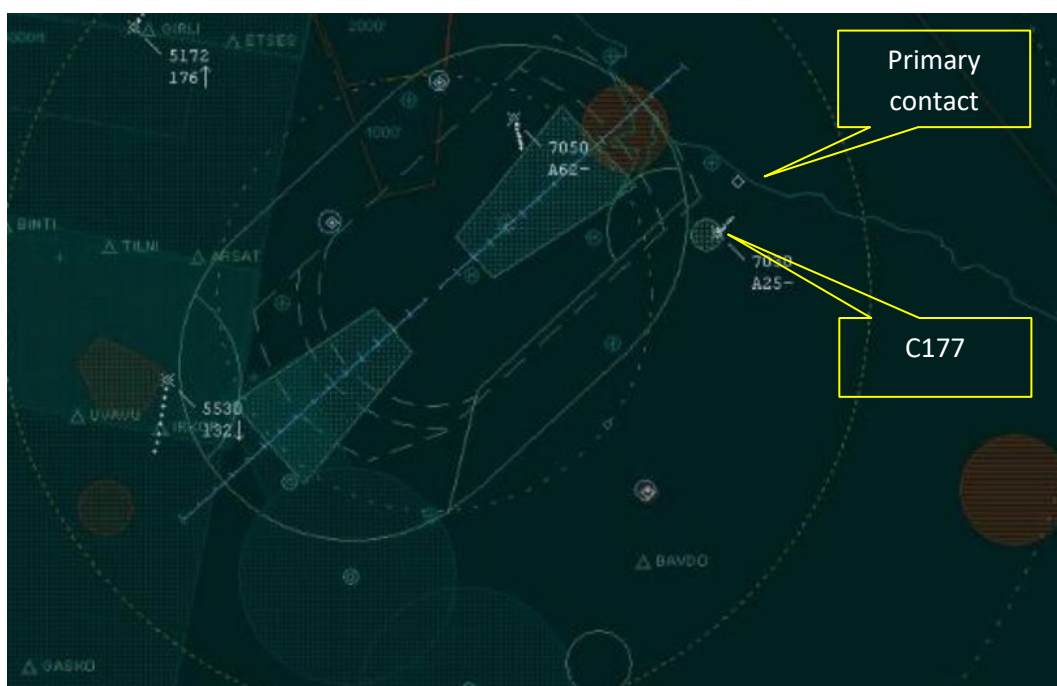 2000'
GIRLI
ETSES
5172
176↑
Primary
contact
1000'
7050
A62-
BINTI
TILNI
ARSAT
A25-
C177
UVAVU
5530
132↓
BAVDO
GASKO